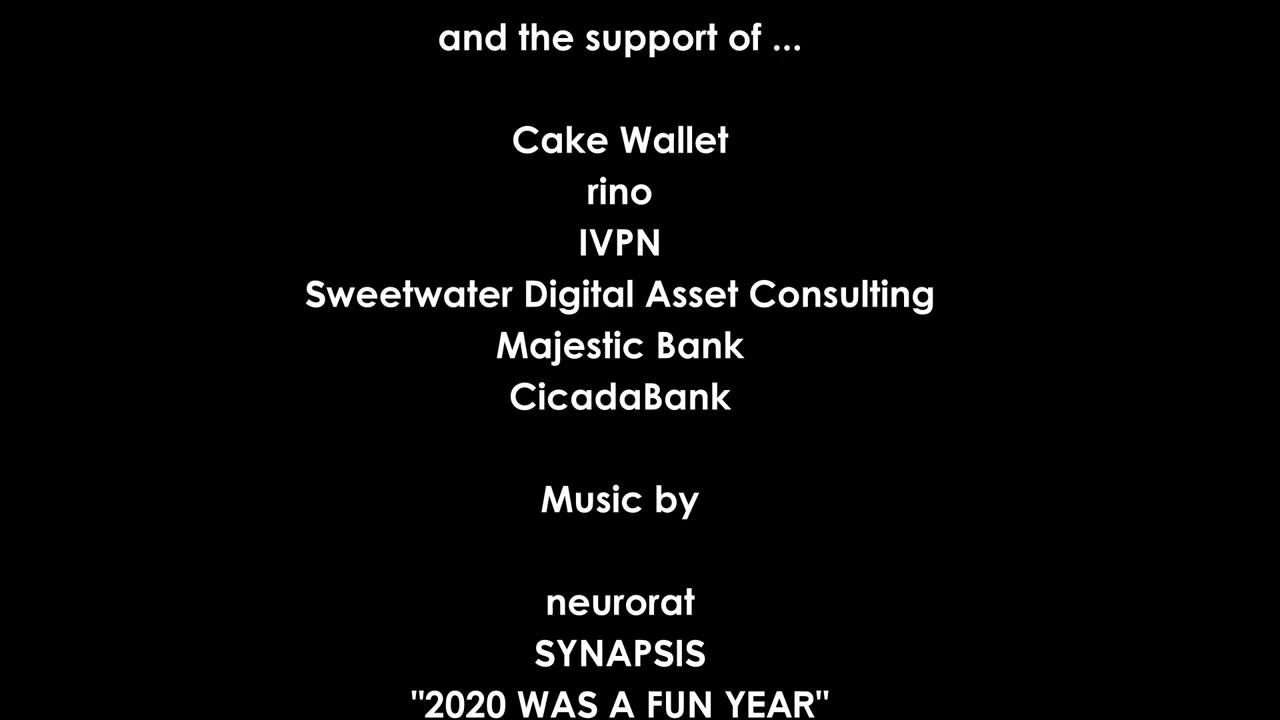 and the support of ...
Cake Wallet
rino
IVPN
Sweetwater Digital Asset Consulting
Majestic Bank
CicadaBank
Music by
neurorat
SYNAPSIS
"2020 WAS A FUN YEAR"